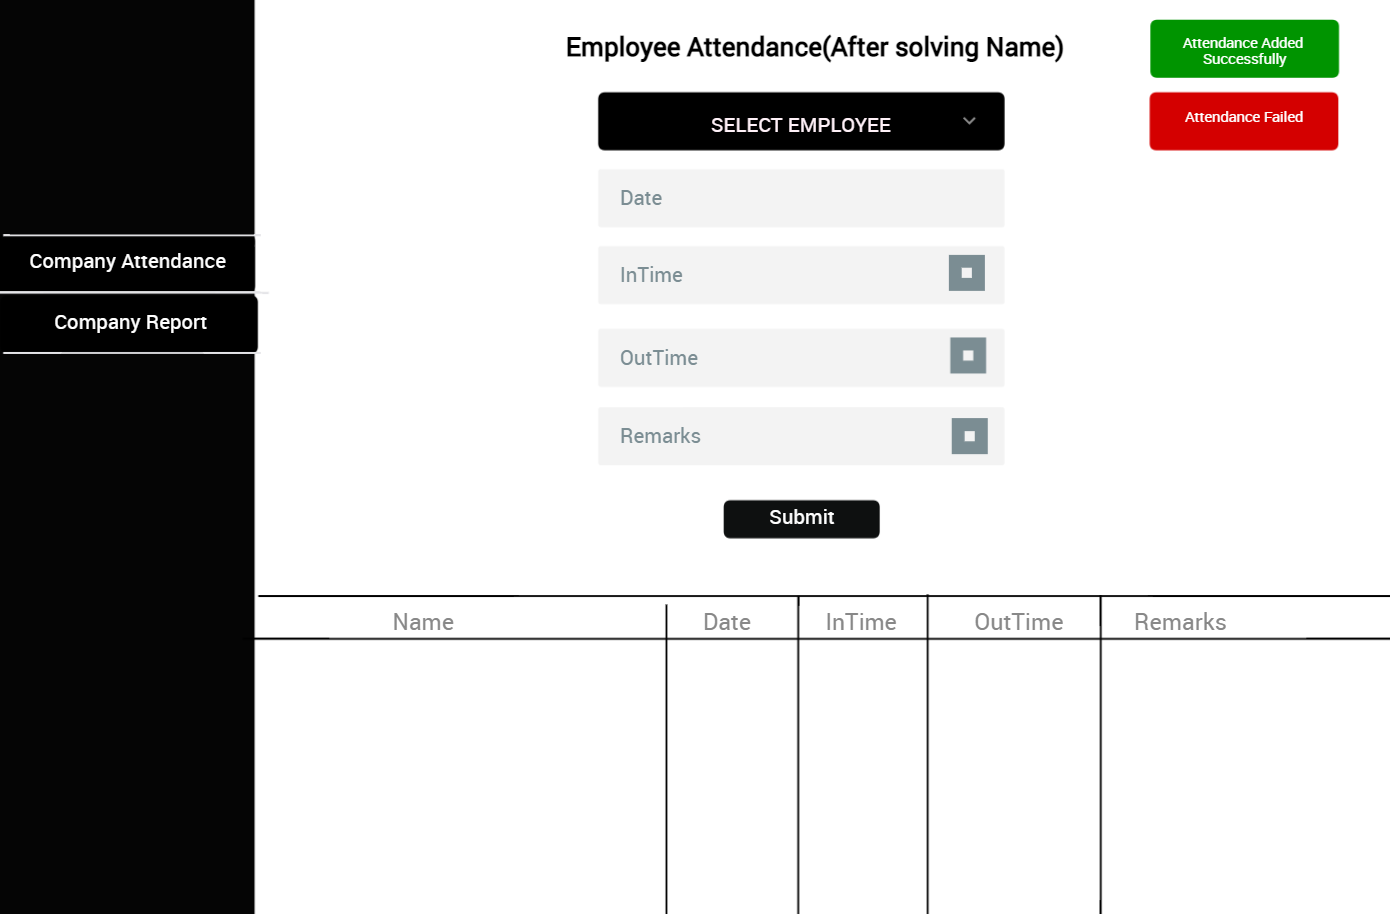 Employee Attendance(After solving Name)
Attendance Added
Successfully
SELECT EMPLOYEE
Attendance Failed
Date
Company Attendance
InTime
Company Report
OutTime
Remarks
Submit
Name
Date
InTime
OutTime
Remarks